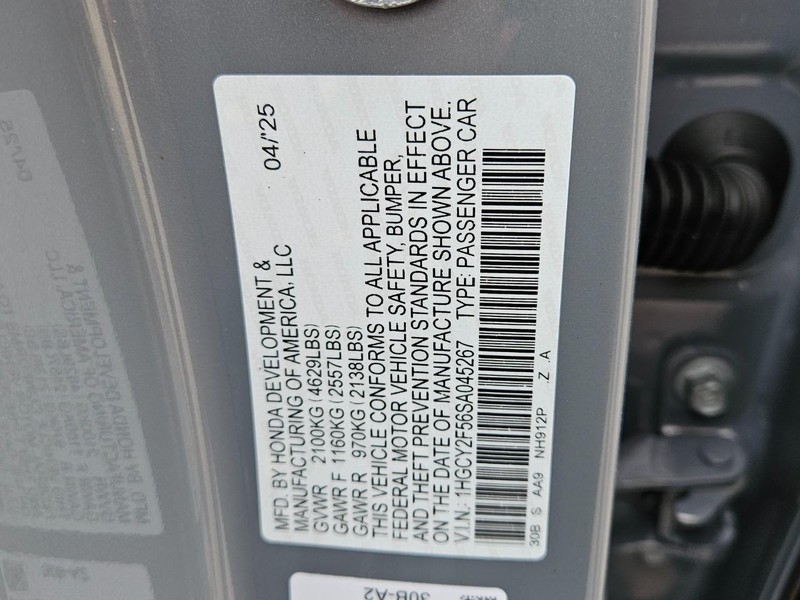 MFD. BY HONDA DEVELOPMENT & 04/'25
MANUFACTURING OF AMERICA, LLC
GVWR 2100KG (4629LBS)
GAWR F 1160KG (2557LBS)
GAWR R 970KG (2138LBS)
THIS VEHICLE CONFORMS TO ALL APPLICABLE
FEDERAL MOTOR VEHICLE SAFETY, BUMPER,
AND THEFT PREVENTION STANDARDS IN EFFECT
ON THE DATE OF MANUFACTURE SHOWN ABOVE.
V.I.N.: 1HGCY2F56SA045267 TYPE: PASSENGER CAR
30B S AA9 NH912P Z .A
30B-A2